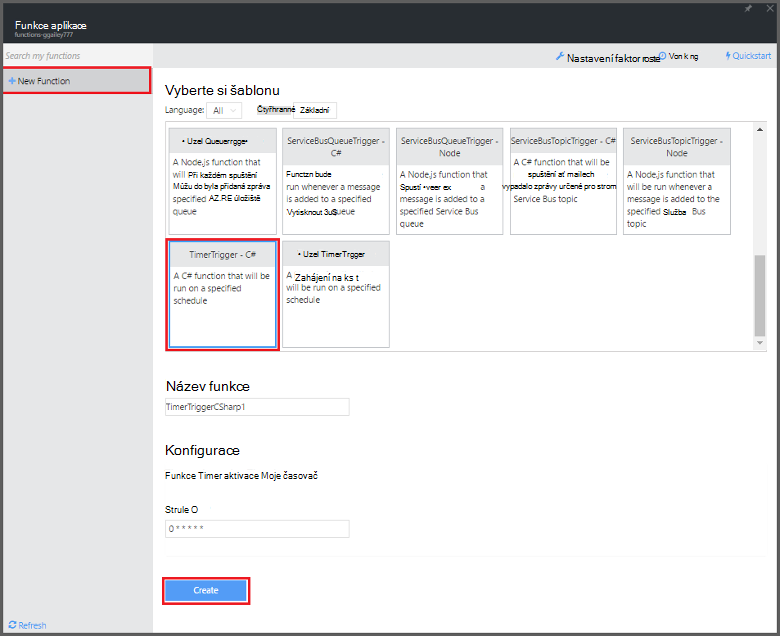 Funkce aplikace
functions-ggailey777
Search my functions
Nastavení faktor roste Von k ng Quickstart
+ New Function
Vyberte si šablonu
Language: All Čtyřhranné Základní
• Uzel Queuerrgge•
A Node.js function that
will Při každém spuštění
Můžu do byla přidaná zpráva
specified AZ.RE úložiště
queue
ServiceBusQueueTrigger -
C#
Functzn bude
run whenever a message
is added to a specified
Vytisknout 3u$ queue
ServiceBusQueueTrigger -
Node
A Node.js function that
Spustí •veer ex a
message is added to a
specified Service Bus
queue
ServiceBusTopicTrigger - C#
A C# function that will be
spuštění ať mailech
vypadalo zprávy určené pro strom
Service Bus topic
ServiceBusTopicTrigger -
Node
A Node.js function that
will be run whenever a
message is added to the
specified Služba Bus
topic
TimerTrigger - C#
A C# function that will be
run on a specified
schedule
• Uzel TimerTrgger
A Zahájení na ks t
will be run on a specified
schedule
Název funkce
TimerTriggerCSharp1
Konfigurace
Funkce Timer aktivace Moje časovač
Strule O
0 * * * * *
Create
Refresh